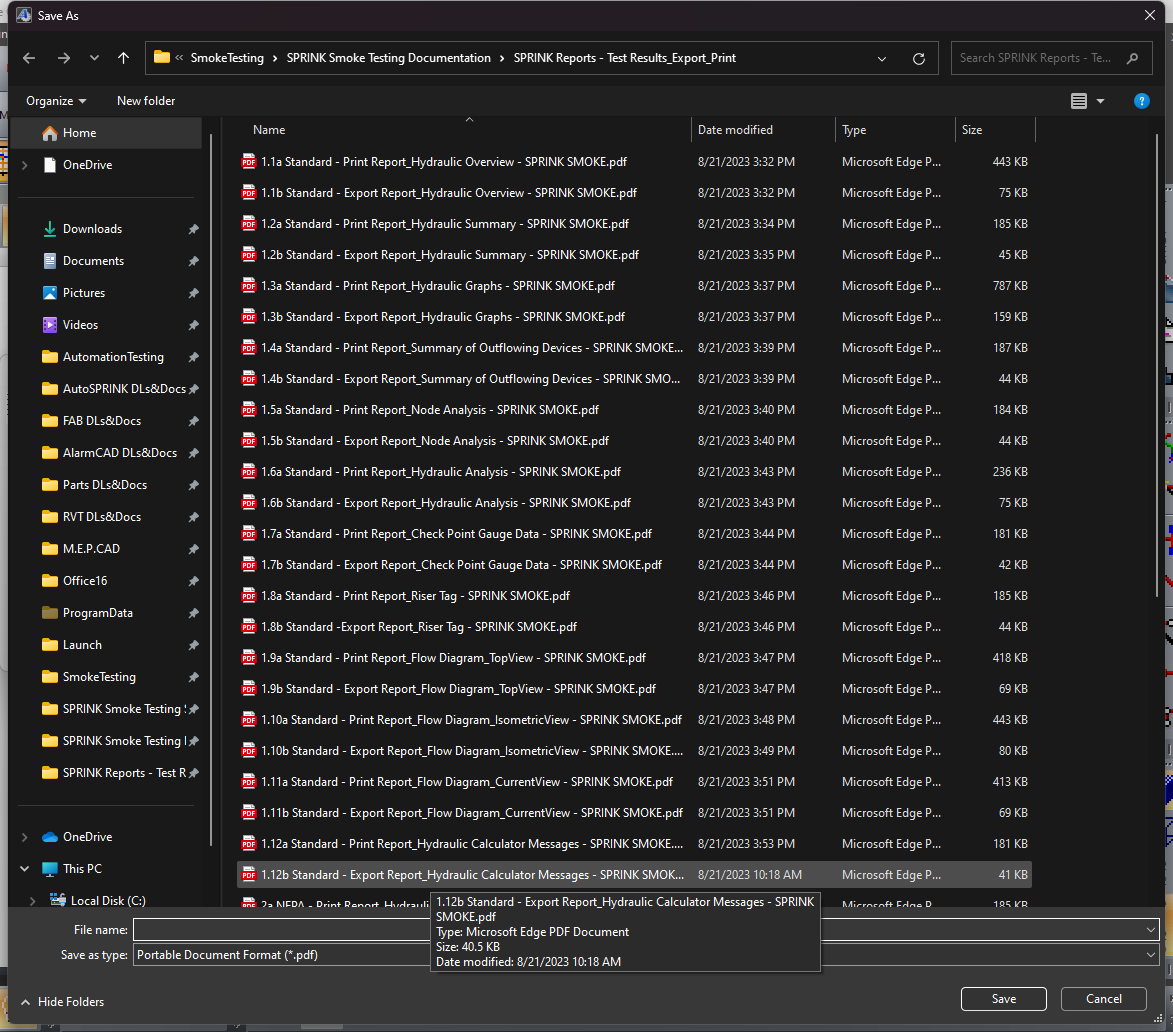 Save As
SmokeTesting > SPRINK Smoke Testing Documentation > SPRINK Reports - Test Results_Export_Print
Search SPRINK Reports - Te...
Organize
New folder
Name Date modified Type Size
Home
OneDrive
Downloads
Documents
Pictures
Videos
AutomationTesting
AutoSPRINK DLs&Docs
FAB DLs&Docs
AlarmCAD DLs&Docs
Parts DLs&Docs
RVT DLs&Docs
M.E.P.CAD
Office16
ProgramData
Launch
SmokeTesting
SPRINK Smoke Testing
SPRINK Smoke Testing
SPRINK Reports - Test R
OneDrive
This PC
Local Disk (C:)
1.1a Standard - Print Report_Hydraulic Overview - SPRINK SMOKE.pdf 8/21/2023 3:32 PM Microsoft Edge P... 443 KB
1.1b Standard - Export Report_Hydraulic Overview - SPRINK SMOKE.pdf 8/21/2023 3:32 PM Microsoft Edge P... 75 KB
1.2a Standard - Print Report_Hydraulic Summary - SPRINK SMOKE.pdf 8/21/2023 3:34 PM Microsoft Edge P... 185 KB
1.2b Standard - Export Report_Hydraulic Summary - SPRINK SMOKE.pdf 8/21/2023 3:35 PM Microsoft Edge P... 45 KB
1.3a Standard - Print Report_Hydraulic Graphs - SPRINK SMOKE.pdf 8/21/2023 3:37 PM Microsoft Edge P... 787 KB
1.3b Standard - Export Report_Hydraulic Graphs - SPRINK SMOKE.pdf 8/21/2023 3:37 PM Microsoft Edge P... 159 KB
1.4a Standard - Print Report_Summary of Outflowing Devices - SPRINK SMOKE... 8/21/2023 3:39 PM Microsoft Edge P... 187 KB
1.4b Standard - Export Report_Summary of Outflowing Devices - SPRINK SMO... 8/21/2023 3:39 PM Microsoft Edge P... 44 KB
1.5a Standard - Print Report_Node Analysis - SPRINK SMOKE.pdf 8/21/2023 3:40 PM Microsoft Edge P... 184 KB
1.5b Standard - Export Report_Node Analysis - SPRINK SMOKE.pdf 8/21/2023 3:40 PM Microsoft Edge P... 44 KB
1.6a Standard - Print Report_Hydraulic Analysis - SPRINK SMOKE.pdf 8/21/2023 3:43 PM Microsoft Edge P... 236 KB
1.6b Standard - Export Report_Hydraulic Analysis - SPRINK SMOKE.pdf 8/21/2023 3:43 PM Microsoft Edge P... 75 KB
1.7a Standard - Print Report_Check Point Gauge Data - SPRINK SMOKE.pdf 8/21/2023 3:44 PM Microsoft Edge P... 181 KB
1.7b Standard - Export Report_Check Point Gauge Data - SPRINK SMOKE.pdf 8/21/2023 3:44 PM Microsoft Edge P... 42 KB
1.8a Standard - Print Report_Riser Tag - SPRINK SMOKE.pdf 8/21/2023 3:46 PM Microsoft Edge P... 185 KB
1.8b Standard -Export Report_Riser Tag - SPRINK SMOKE.pdf 8/21/2023 3:46 PM Microsoft Edge P... 44 KB
1.9a Standard - Print Report_Flow Diagram_TopView - SPRINK SMOKE.pdf 8/21/2023 3:47 PM Microsoft Edge P... 418 KB
1.9b Standard - Export Report_Flow Diagram_TopView - SPRINK SMOKE.pdf 8/21/2023 3:47 PM Microsoft Edge P... 69 KB
1.10a Standard - Print Report_Flow Diagram_IsometricView - SPRINK SMOKE.pdf 8/21/2023 3:48 PM Microsoft Edge P... 443 KB
1.10b Standard - Export Report_Flow Diagram_IsometricView - SPRINK SMOKE.... 8/21/2023 3:49 PM Microsoft Edge P... 80 KB
1.11a Standard - Print Report_Flow Diagram_CurrentView - SPRINK SMOKE.pdf 8/21/2023 3:51 PM Microsoft Edge P... 413 KB
1.11b Standard - Export Report_Flow Diagram_CurrentView - SPRINK SMOKE.pdf 8/21/2023 3:51 PM Microsoft Edge P... 69 KB
1.12a Standard - Print Report_Hydraulic Calculator Messages - SPRINK SMOKE.... 8/21/2023 3:53 PM Microsoft Edge P... 181 KB
1.12b Standard - Export Report_Hydraulic Calculator Messages - SPRINK SMOK... 8/21/2023 10:18 AM Microsoft Edge P... 41 KB
2a NFPA - Print Report_Hydrauli Microsoft Edge P... 185 KB
1.12b Standard - Export Report_Hydraulic Calculator Messages - SPRINK
SMOKE.pdf
Type: Microsoft Edge PDF Document
Size: 40.5 KB
Date modified: 8/21/2023 10:18 AM
File name:
Save as type: Portable Document Format (*.pdf)
Hide Folders
Save
Cancel